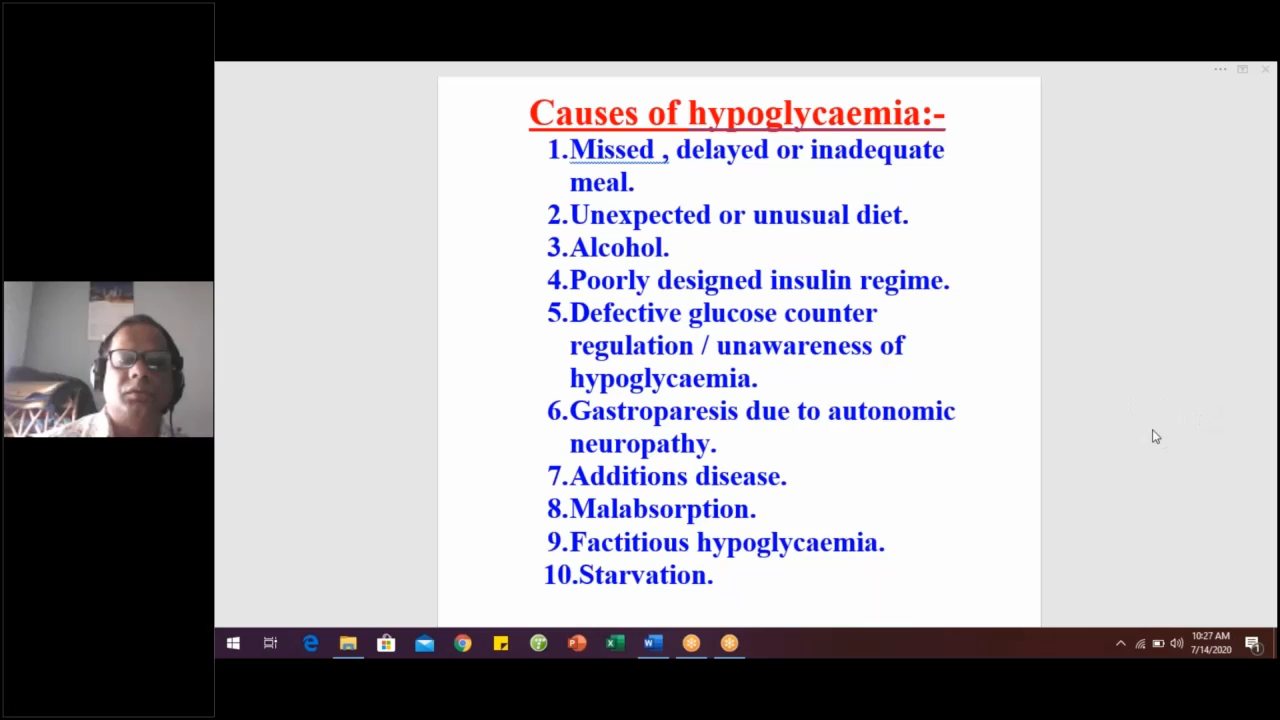 Causes of hypoglycaemia:-
1.Missed , delayed or inadequate
meal.
2.Unexpected or unusual diet.
3.Alcohol.
4.Poorly designed insulin regime.
5.Defective glucose counter
regulation / unawareness of
hypoglycaemia.
6.Gastroparesis due to autonomic
neuropathy.
7.Additions disease.
8.Malabsorption.
9.Factitious hypoglycaemia.
10.Starvation.
10:27 AM
7/14/2020
1